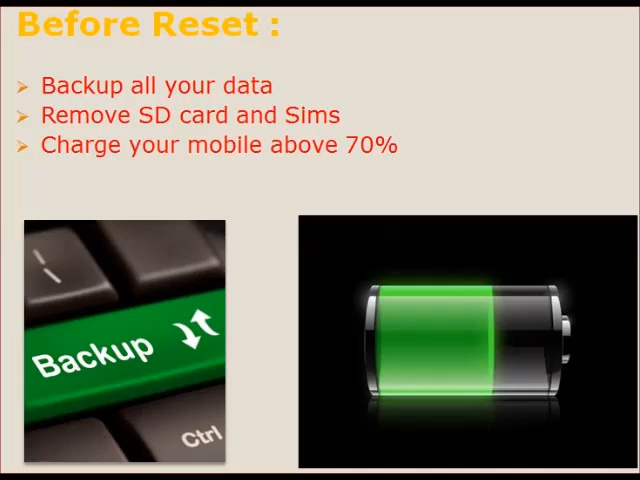 Before Reset :
Backup all your data
Remove SD card and Sims
Charge your mobile above 70%
Backup
Ctrl